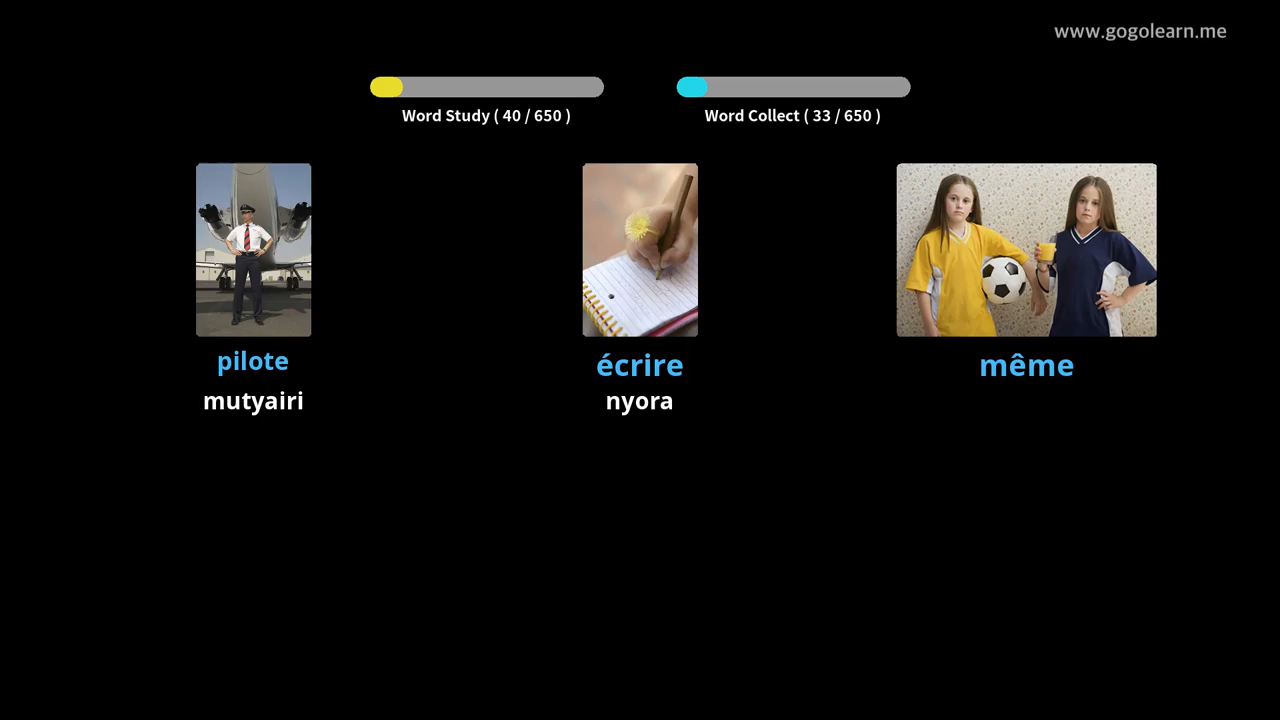 www.gogolearn.me
Word Study ( 40 / 650 )
Word Collect ( 33 / 650 )
pilote
mutyairi
écrire
nyora
même